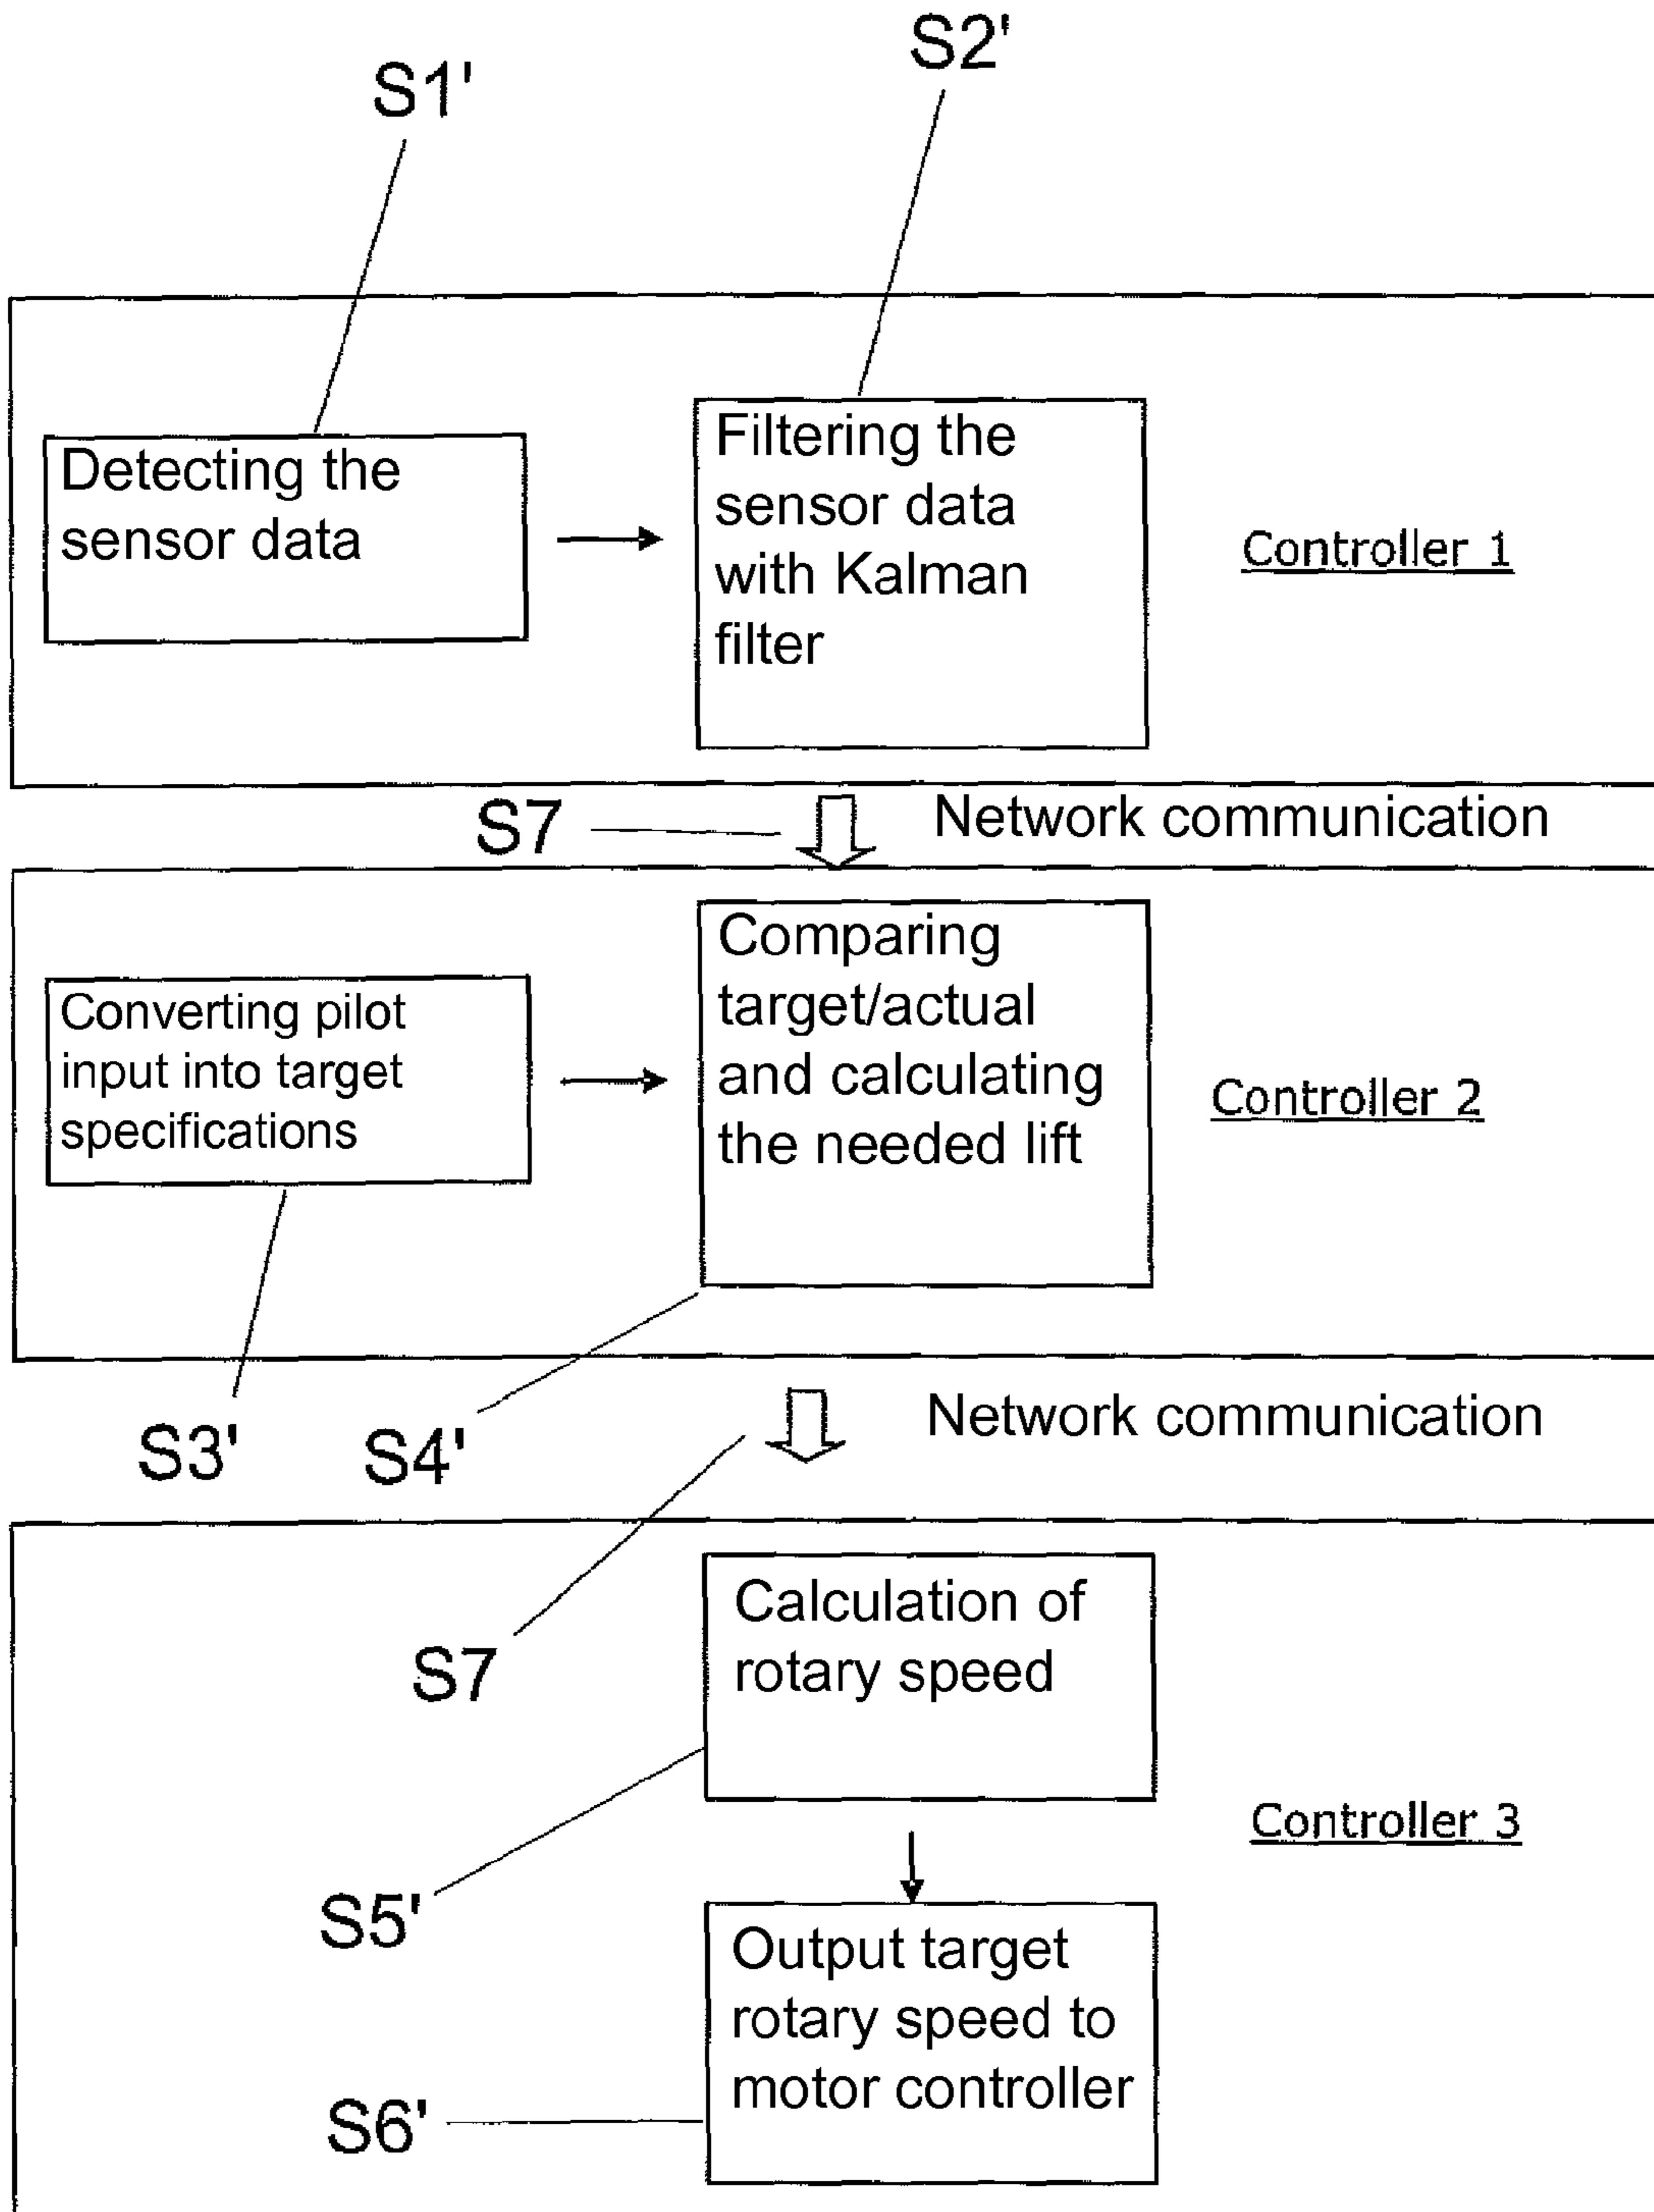 S1'
S2'
Detecting the
sensor data
Filtering the
sensor data
with Kalman
filter
Controller 1
S7
Network communication
Converting pilot
input into target
specifications
Comparing
target/actual
and calculating
the needed lift
Controller 2
S3'
S4'
Network communication
S7
Calculation of
rotary speed
Controller 3
S5'
Output target
rotary speed to
motor controller
S6'